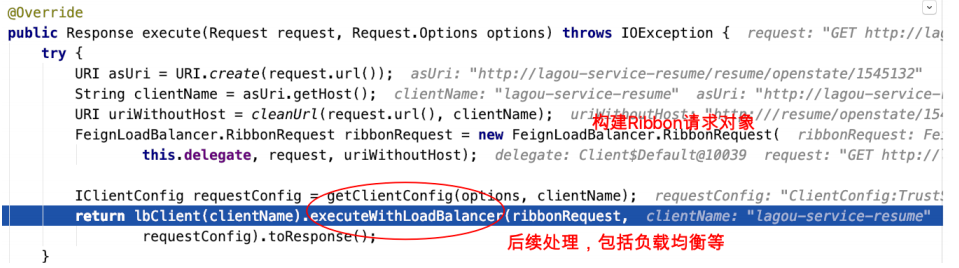 @Override
public Response execute(Request request, Request.Options options) throws IOException {  request: "GET http://lag
try {
URI asUri = URI.create(request.url());  asUri: "http://lagou-service-resume/resume/openstate/1545132"
String clientName = asUri.getHost();  clientName: "lagou-service-resume"  asUri: "http://lagou-service-
URI uriWithoutHost = cleanUrl(request.url(), clientName);  uriWithoutHost: "http:///resume/openstate/154
构建Ribbon请求对象
FeignLoadBalancer.RibbonRequest ribbonRequest = new FeignLoadBalancer.RibbonRequest(  ribbonRequest: Fei
this.delegate, request, uriWithoutHost);  delegate: Client$Default@10039  request: "GET http://
IClientConfig requestConfig = getClientConfig(options, clientName);  requestConfig: "ClientConfig:TrustS
return lbClient(clientName).executeWithLoadBalancer(ribbonRequest,  clientName: "lagou-service-resume"
requestConfig).toResponse();
后续处理，包括负载均衡等
}